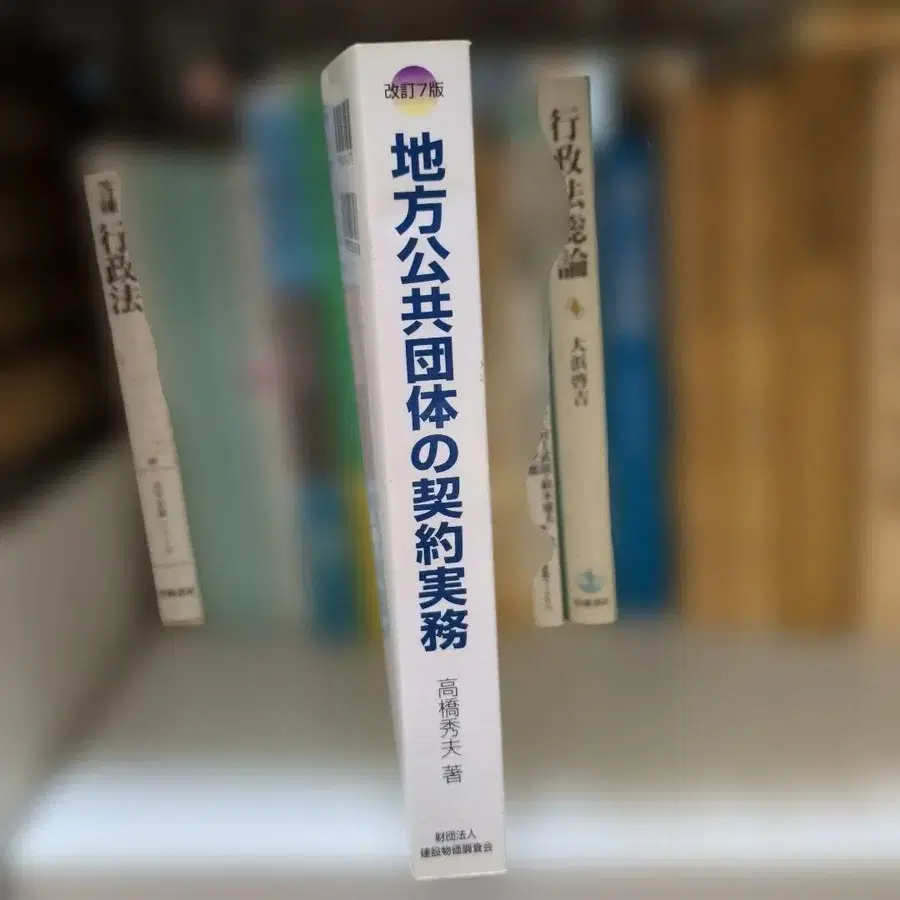 改訂7版
地方公共団体の契約実務
高橋秀夫 著
財団法人
建設物価調査会
行政法
行政法総論
大浜啓吉